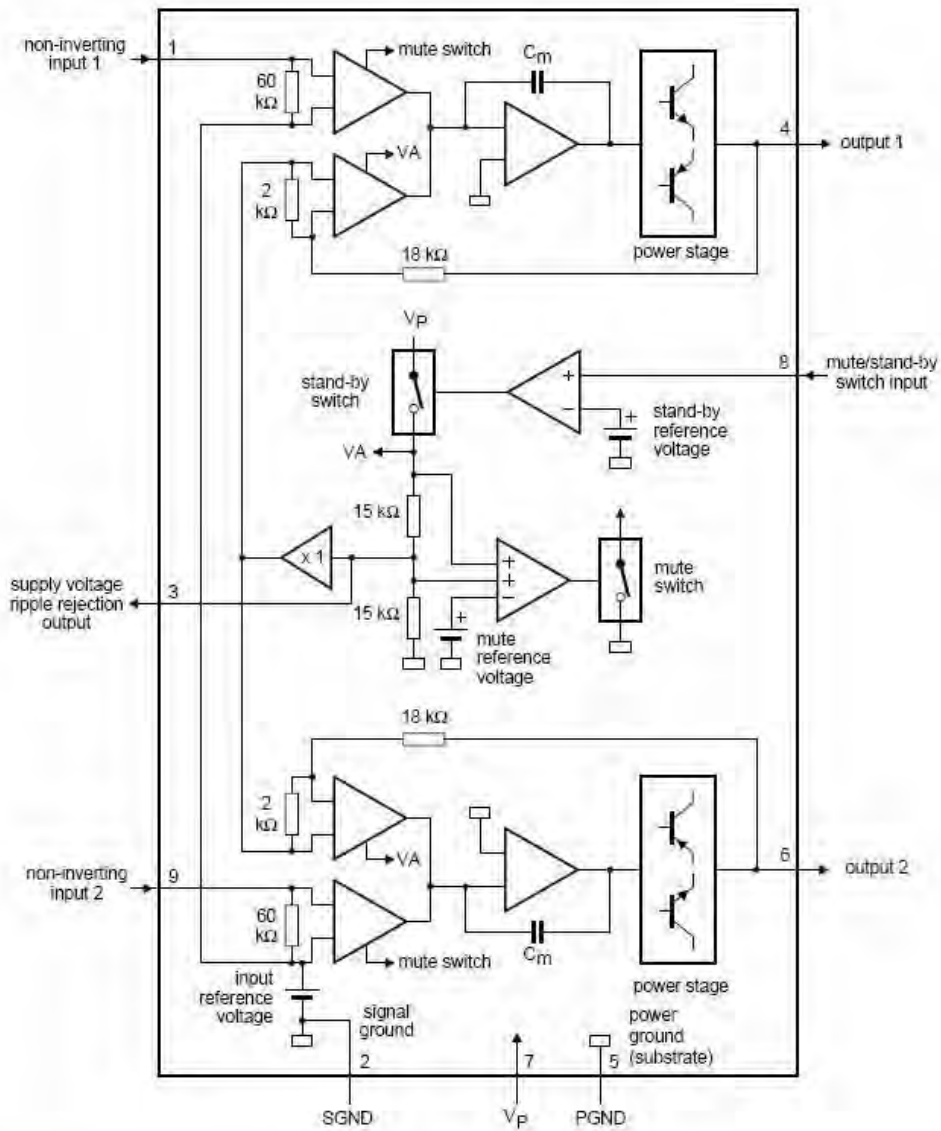 non-inverting
input 1
1
mute switch
60
kΩ
Cm
4
output 1
VA
2
kΩ
18 kΩ
power stage
VP
stand-by
switch
+
−
8
mute/stand-by
switch input
+
stand-by
reference
voltage
VA
15 kΩ
x 1
+
+
−
mute
switch
supply voltage
ripple rejection
output
3
15 kΩ
+
mute
reference
voltage
18 kΩ
2
kΩ
VA
non-inverting
input 2
9
6
output 2
60
kΩ
Cm
mute switch
input
reference
voltage
signal
ground
power stage
power
ground
(substrate)
2
7
5
SGND
VP
PGND